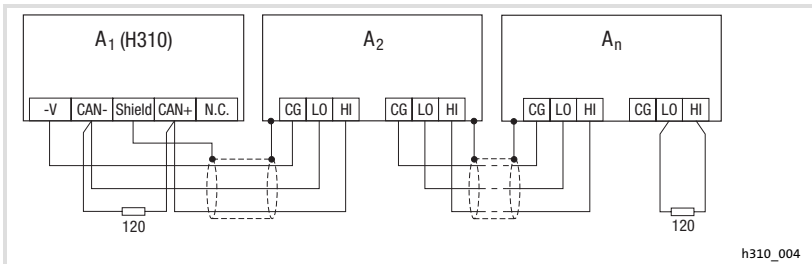 A1 (H310) A2 An
-V CAN- Shield CAN+ N.C. CG LO HI CG LO HI CG LO HI CG LO HI
120 120
h310_004